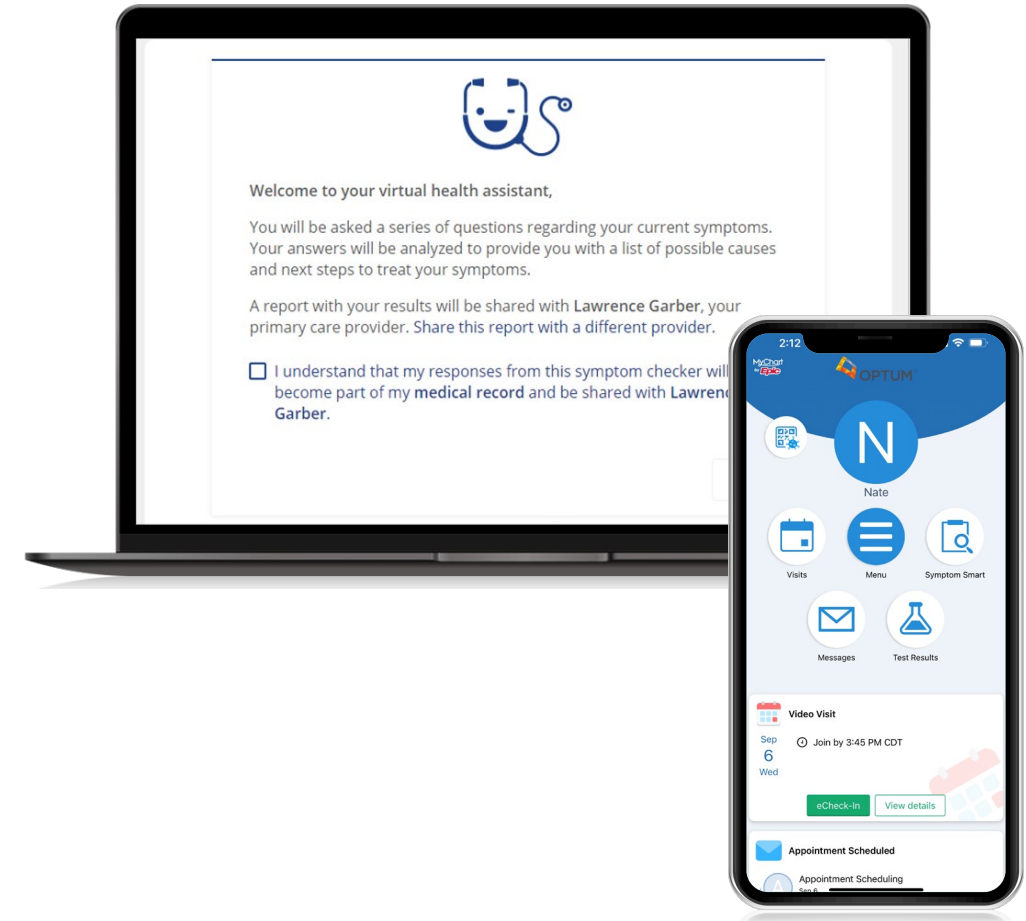 Welcome to your virtual health assistant,
You will be asked a series of questions regarding your current symptoms.
Your answers will be analyzed to provide you with a list of possible causes
and next steps to treat your symptoms.
A report with your results will be shared with Lawrence Garber, your
primary care provider. Share this report with a different provider.
I understand that my responses from this symptom checker will
become part of my medical record and be shared with Lawrenc
Garber.
2:12
MyChart
by Epic
OPTUM
N
Nate
Visits
Menu
Symptom Smart
Messages
Test Results
Video Visit
Sep
6
Wed
Join by 3:45 PM CDT
eCheck-In
View details
Appointment Scheduled
A
Appointment Scheduling
Sep 6